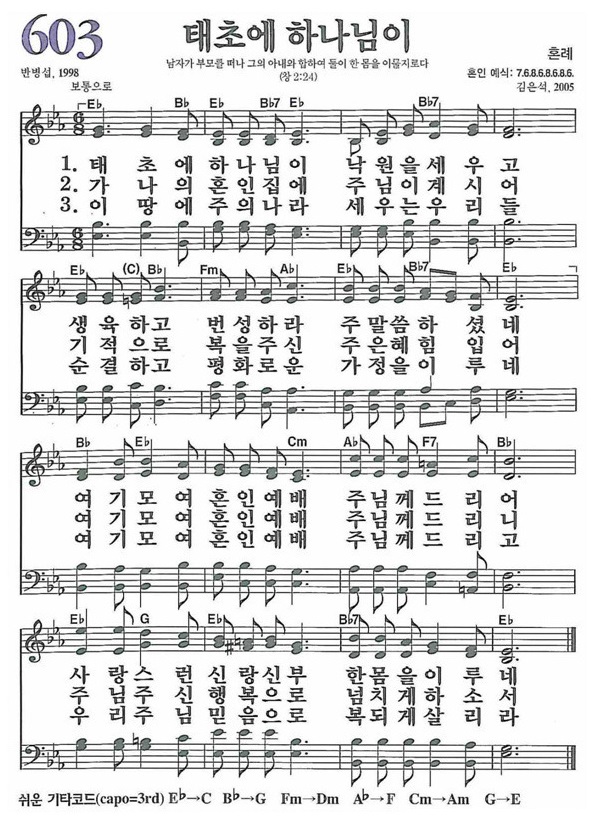 603
태초에 하나님이
남자가 부모를 떠나 그의 아내와 합하여 둘이 한 몸을 이룰지로다
(창 2:24)
혼례
반병섭, 1998
혼인 예식: 7.6.8.6.8.6.8.6.
보통으로
김은석, 2005
E♭ B♭ E♭ B♭7 E♭ B♭7
1. 태 초 에 하 나 님 이 낙 원 을 세 우 고
2. 가 나 의 혼 인 집 에 주 님 이 계 시 어
3. 이 땅 에 주 의 나 라 세 우 는 우 리 들
E♭ (C) B♭ Fm A♭ E♭ B♭7 E♭
생 육 하 고 번 성 하 라 주 말 씀 하 셨 네
기 적 으 로 복 을 주 신 주 은 혜 힘 입 어
순 결 하 고 평 화 로 운 가 정 을 이 루 네
B♭ E♭ Cm A♭ F7 B♭
여 기 모 여 혼 인 예 배 주 님 께 드 리 어
여 기 모 여 혼 인 예 배 주 님 께 드 리 니
여 기 모 여 혼 인 예 배 주 님 께 드 리 고
E♭ G B♭7 E♭
사 랑 스 런 신 랑 신 부 한 몸 을 이 루 네
주 님 주 신 행 복 으 로 넘 치 게 하 소 서
우 리 주 님 믿 음 으 로 복 되 게 살 리 라
쉬운 기타코드(capo=3rd) E♭→C B♭→G Fm→Dm A♭→F Cm→Am G→E